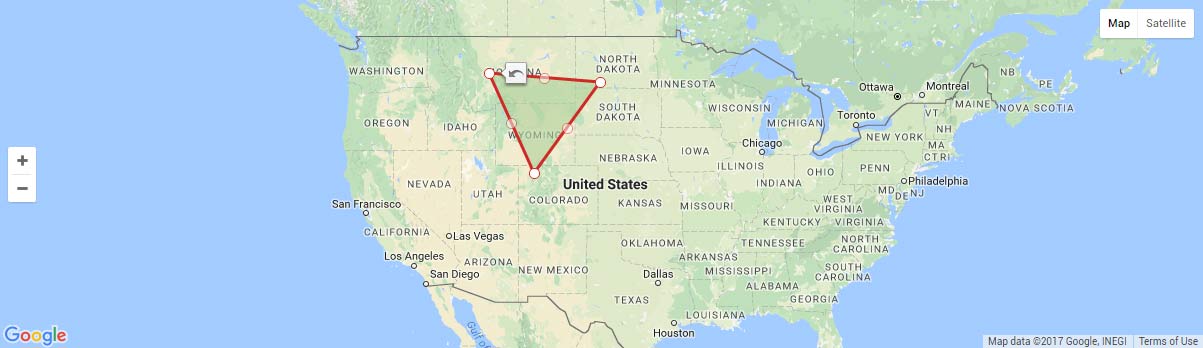 Map Satellite
WASHINGTON
NORTH
DAKOTA
NB PE
MINNESOTA
Ottawa
Montreal
MAINE
NOVA SCOTIA
OREGON
IDAHO
WYOMING
SOUTH
DAKOTA
WISCONSIN
MICHIGAN
Toronto
VT
NH
NEW YORK
MA
CT RI
IOWA
Chicago
NEBRASKA
ILLINOIS
INDIANA
OHIO
PENN
Philadelphia
MD DE NJ
NEVADA
UTAH
COLORADO
United States
KANSAS
MISSOURI
WEST
VIRGINIA
KENTUCKY
VIRGINIA
San Francisco
CALIFORNIA
Las Vegas
OKLAHOMA
TENNESSEE
NORTH
CAROLINA
Los Angeles
ARIZONA
NEW MEXICO
ARKANSAS
SOUTH
CAROLINA
San Diego
Dallas
MISSISSIPPI
ALABAMA
GEORGIA
TEXAS
LOUISIANA
Houston
Gulf of
Google
Map data ©2017 Google, INEGI Terms of Use